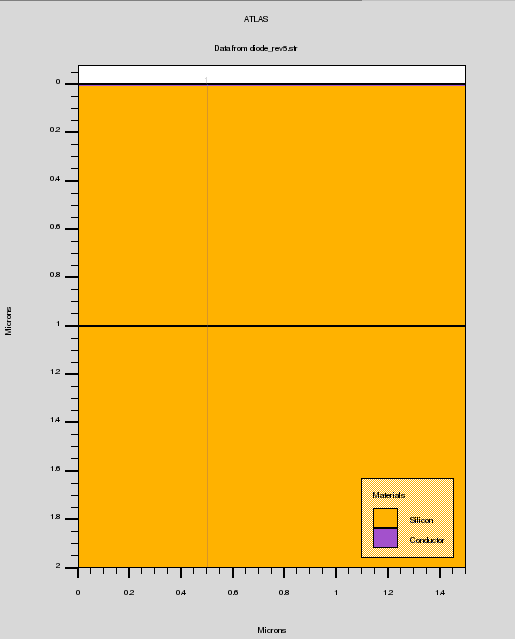 ATLAS
Data from diode_rev5.str
0
0.2
0.4
0.6
0.8
1
1.2
1.4
1.6
1.8
2
Microns
Materials
Silicon
Conductor
0 0.2 0.4 0.6 0.8 1 1.2 1.4
Microns